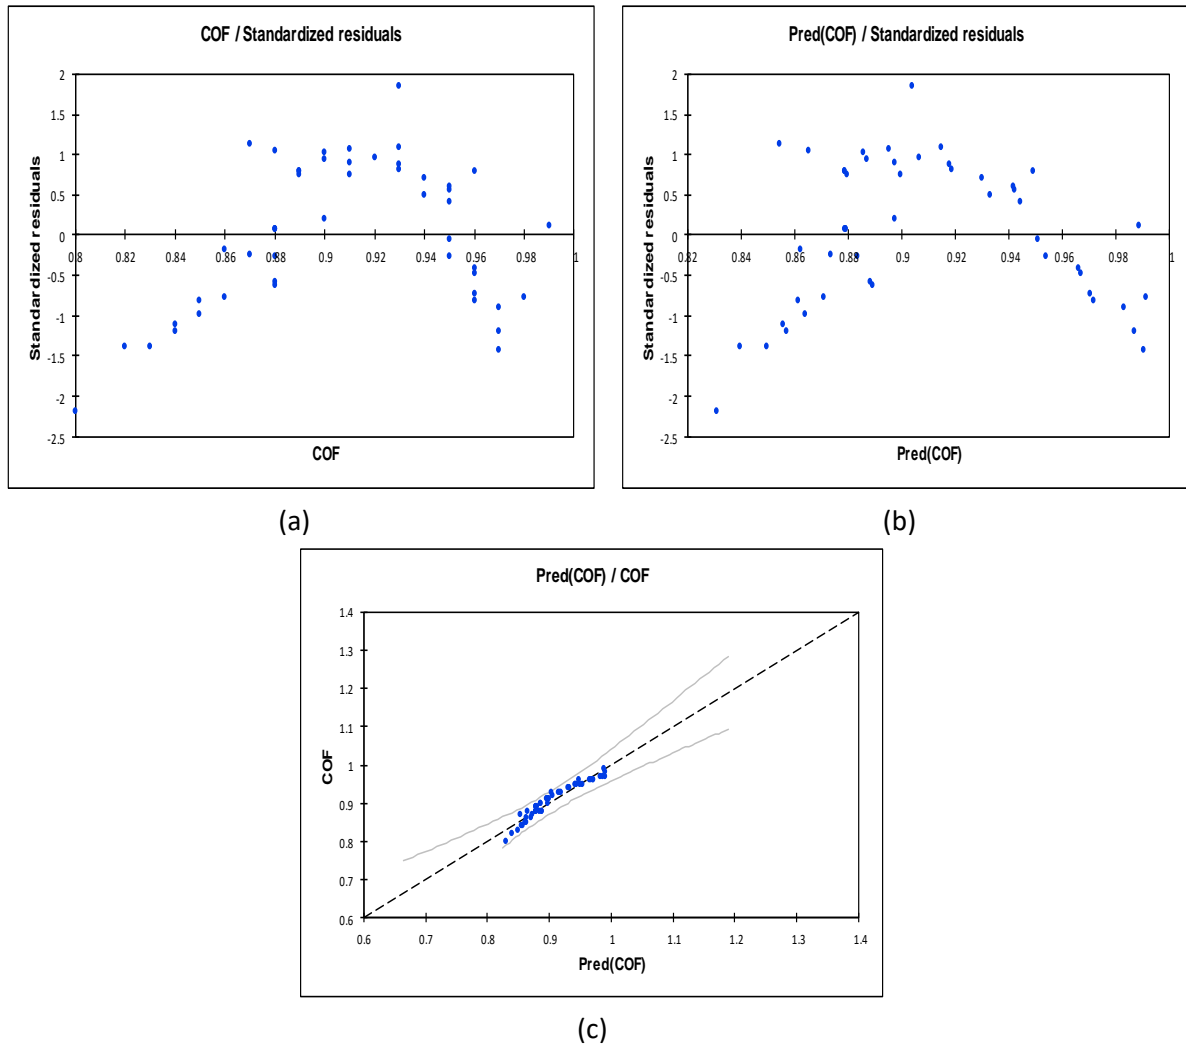 COF / Standardized residuals
2
1.5
1
0.5
0
-0.5
-1
-1.5
-2
-2.5
0.8 0.82 0.84 0.86 0.88 0.9 0.92 0.94 0.96 0.98 1
Standardized residuals
COF
(a)
Pred(COF) / Standardized residuals
2
1.5
1
0.5
0
-0.5
-1
-1.5
-2
-2.5
0.82 0.84 0.86 0.88 0.9 0.92 0.94 0.96 0.98 1
Standardized residuals
Pred(COF)
(b)
Pred(COF) / COF
1.4
1.3
1.2
1.1
1
0.9
0.8
0.7
0.6
0.6 0.7 0.8 0.9 1 1.1 1.2 1.3 1.4
COF
Pred(COF)
(c)